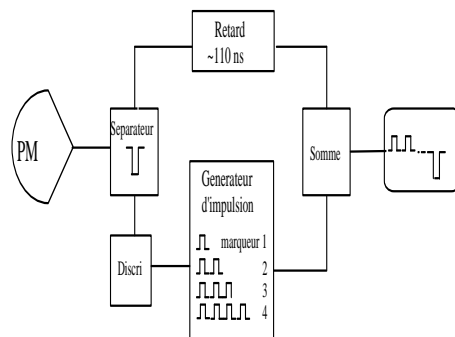 Retard
~110 ns
PM
Separateur
Somme
Generateur
d'impulsion
marqueur 1
2
3
4
Discri